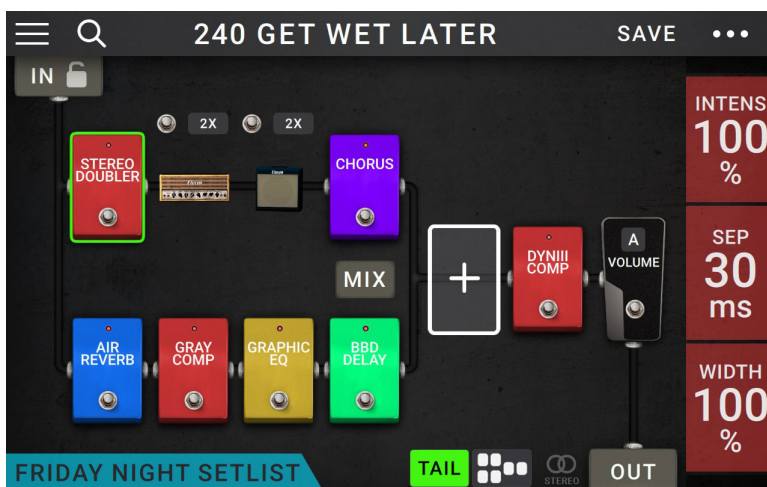 240 GET WET LATER
SAVE
IN
2X
2X
STEREO
DOUBLER
CHORUS
MIX
+
DYNIII
COMP
A
VOLUME
AIR
REVERB
GRAY
COMP
GRAPHIC
EQ
BBD
DELAY
INTENS
100
%
SEP
30
ms
WIDTH
100
%
FRIDAY NIGHT SETLIST
TAIL
STEREO
OUT